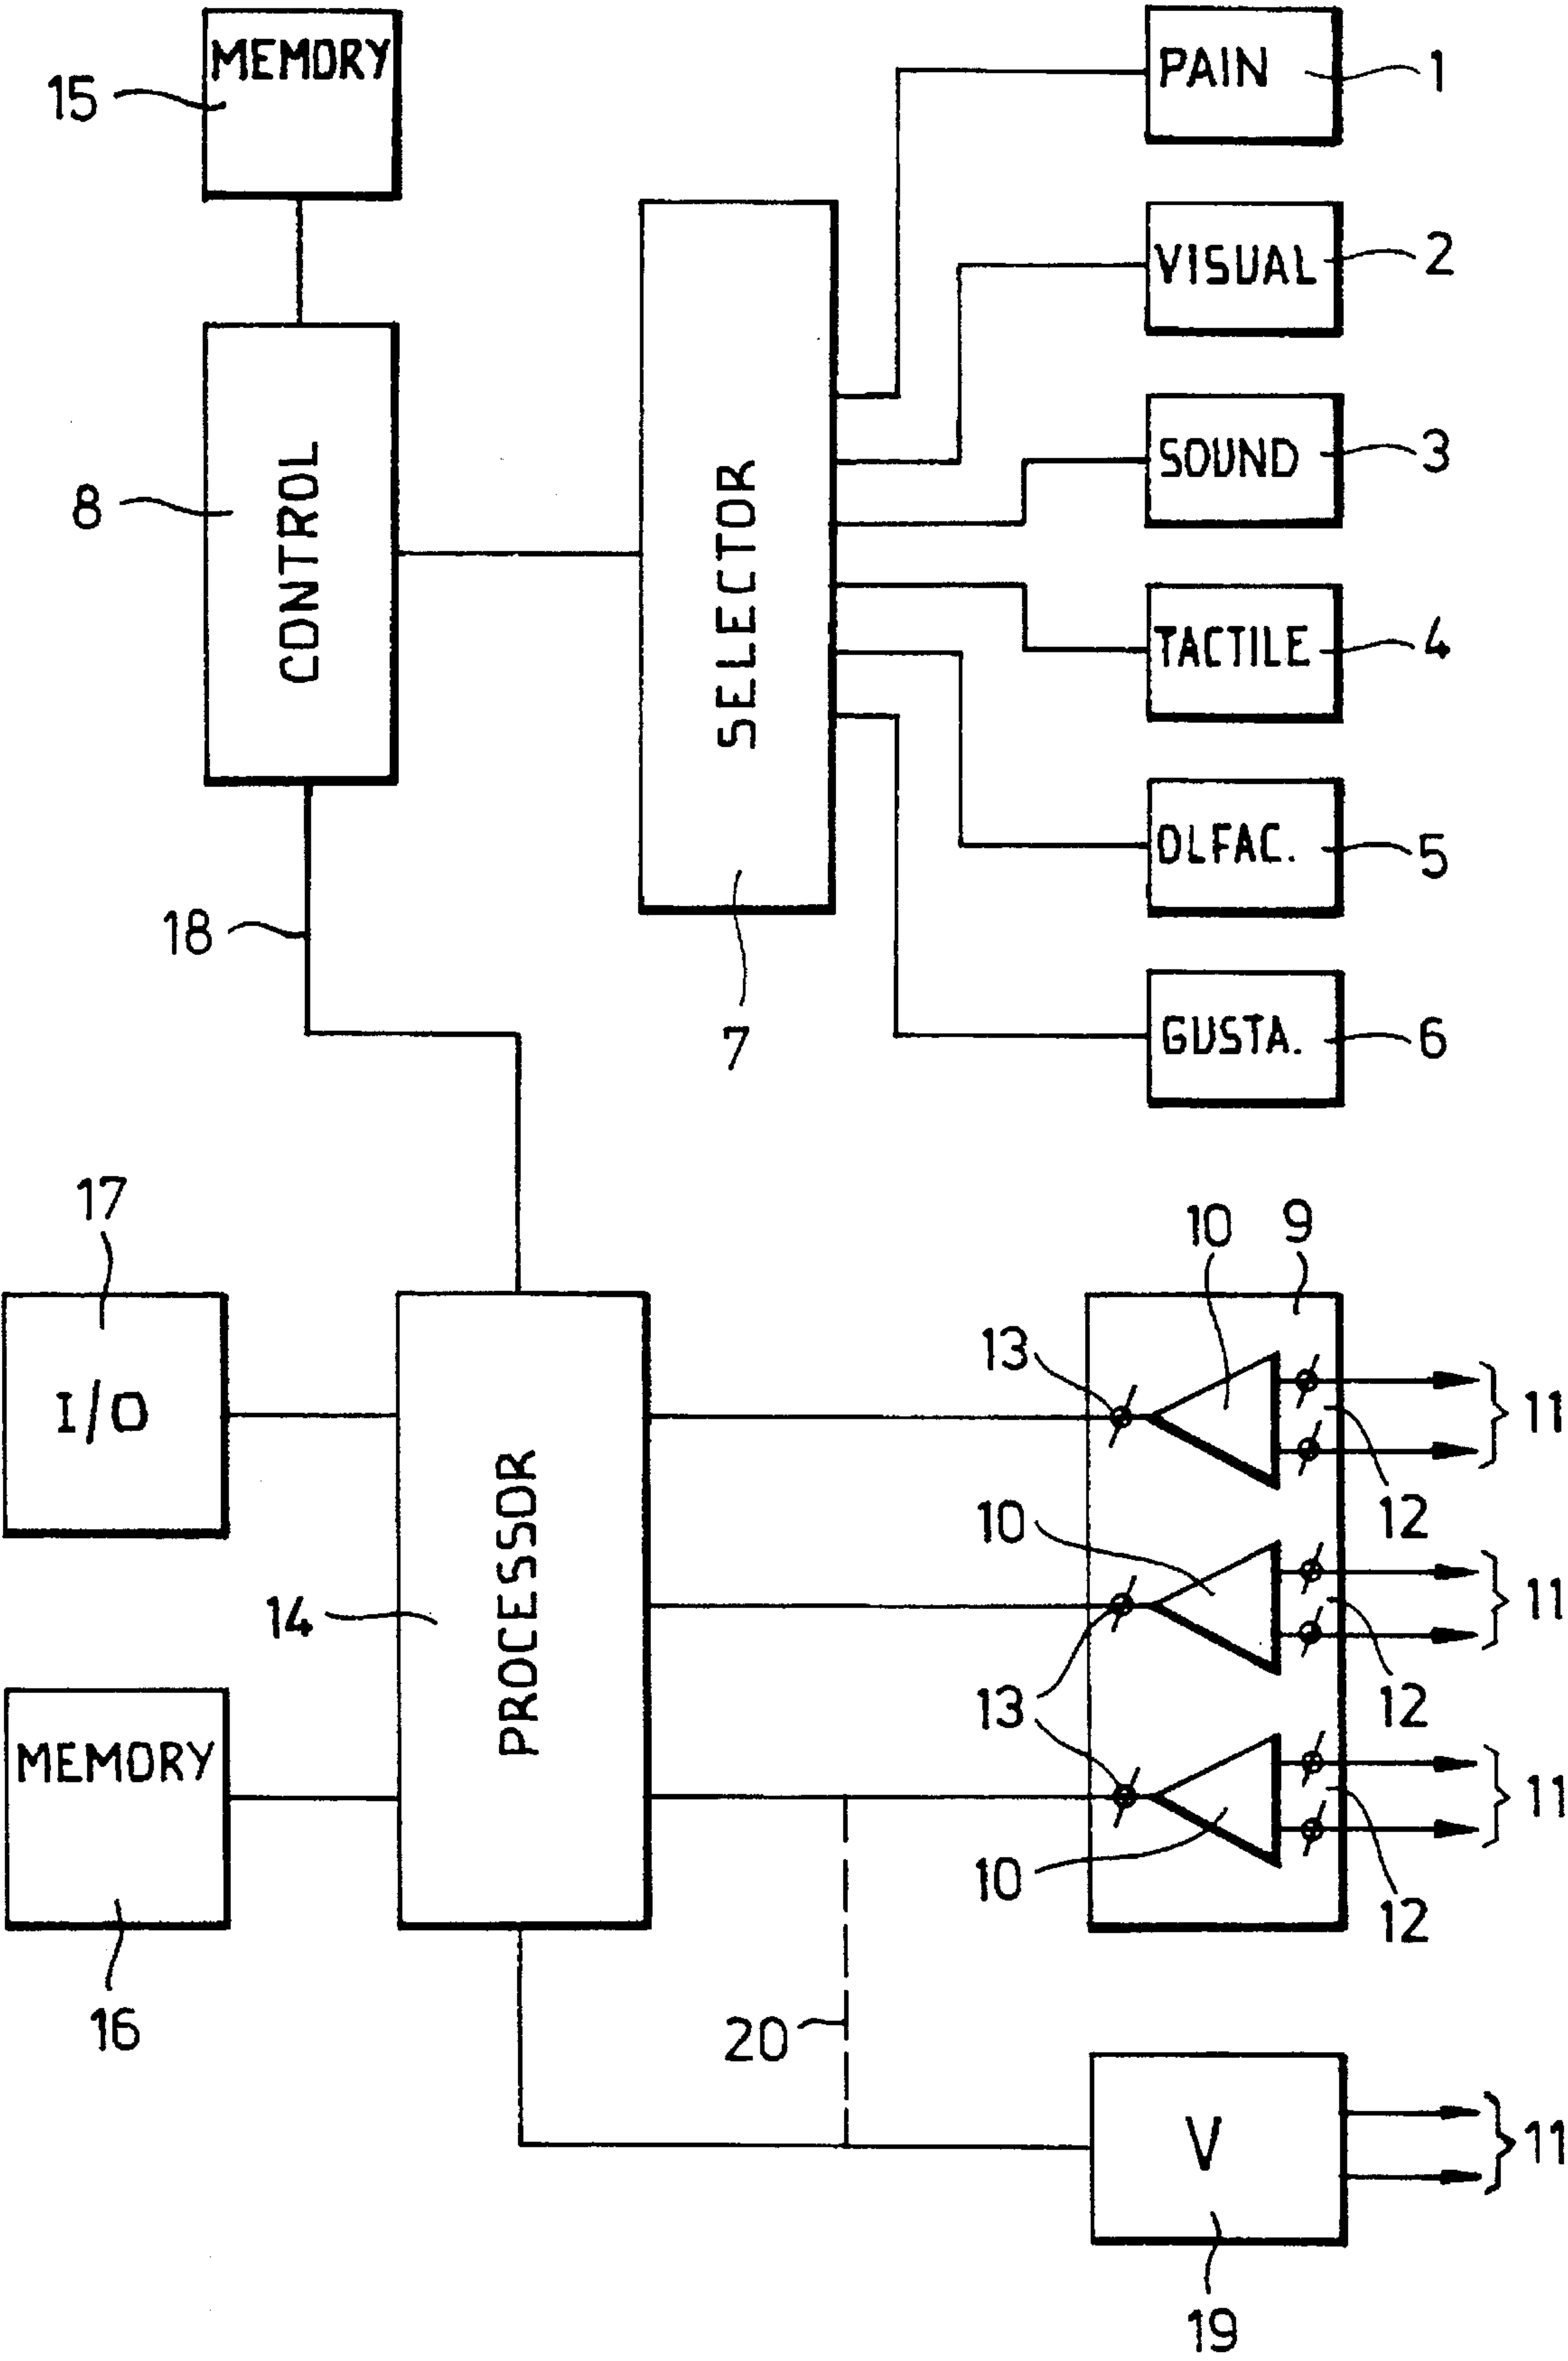 MEMORY
15
PAIN
1
VISUAL
2
SOUND
3
TACTILE
4
OLFAC.
5
GUSTA.
6
CONTROL
8
SELECTOR
7
18
17
I/O
PROCESSOR
14
MEMORY
16
10
9
13
11
12
10
11
12
13
11
10
12
20
V
11
19